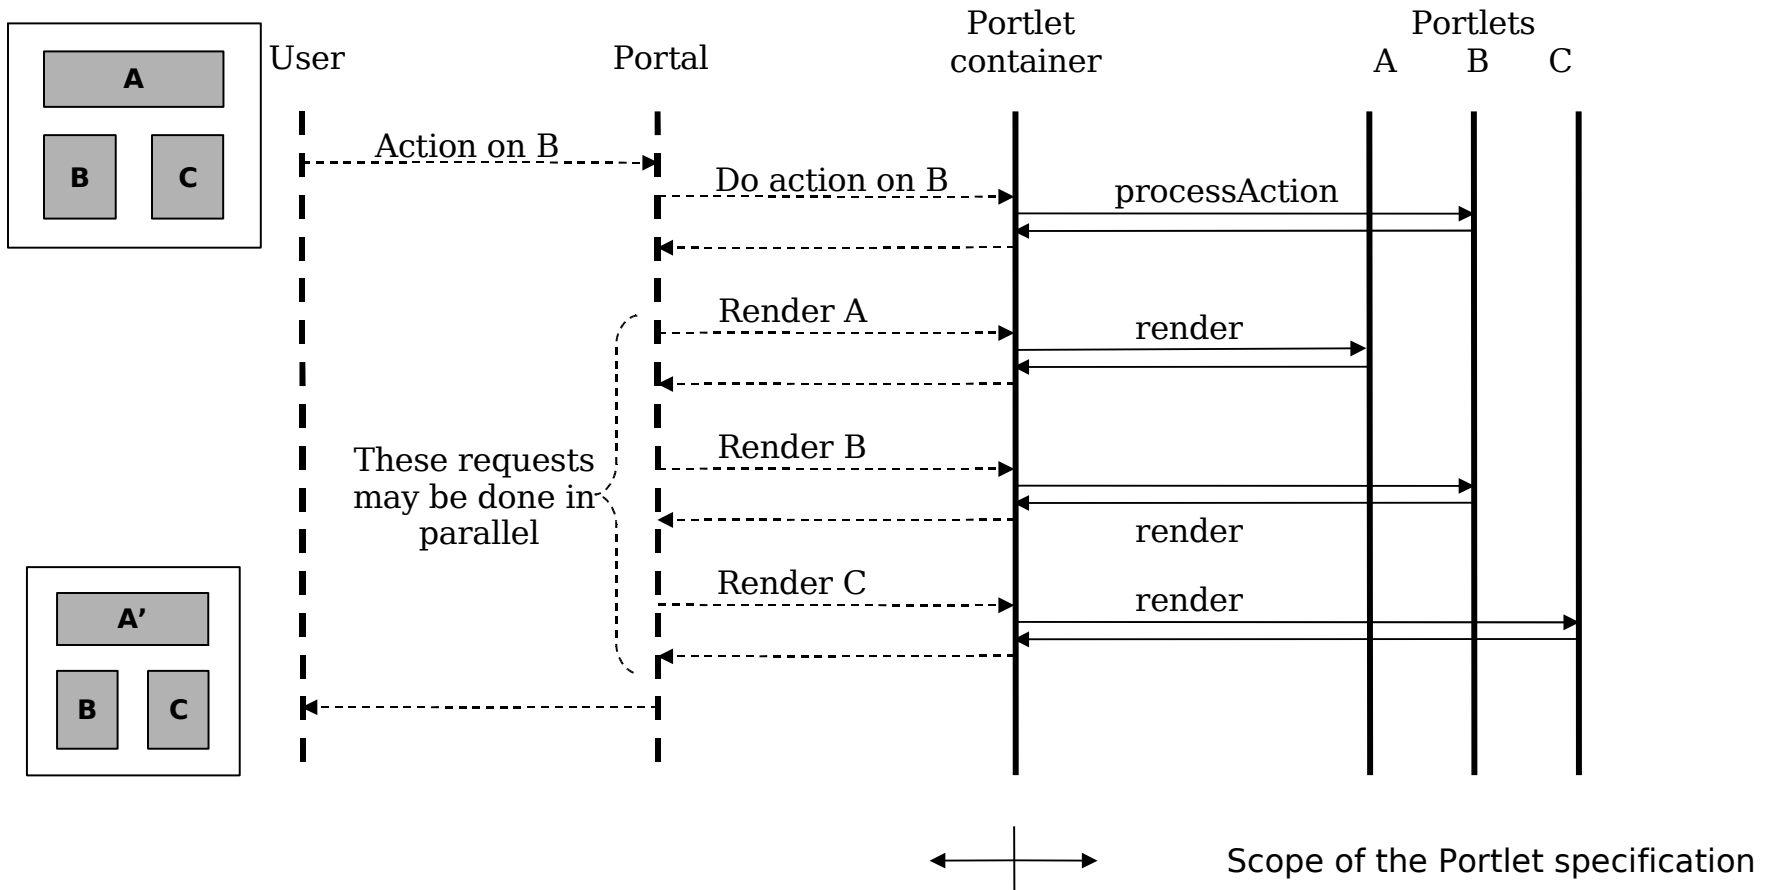 Portlet
container
Portlets
User
Portal
A B C
A
B C
Action on B
Do action on B
processAction
Render A
render
These requests
may be done in
parallel
Render B
render
Render C
render
A’
B C
Scope of the Portlet specification